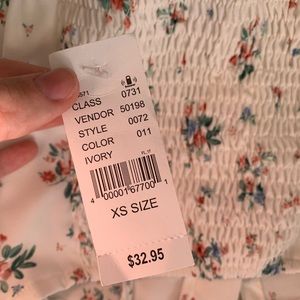 CLASS 0731
VENDOR 50198
STYLE 0072
COLOR 011
IVORY
4 00001 67700 1
XS SIZE
$32.95